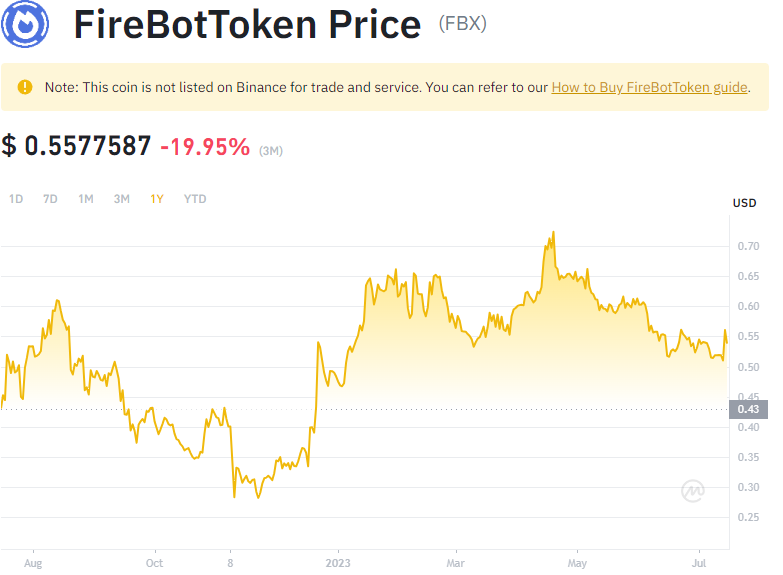 FireBotToken Price (FBX)
Note: This coin is not listed on Binance for trade and service. You can refer to our How to Buy FireBotToken guide.
$ 0.5577587 -19.95% (3M)
1D 7D 1M 3M 1Y YTD
USD
0.70
0.65
0.60
0.55
0.50
0.45
0.43
0.40
0.35
0.30
0.25
Aug Oct 8 2023 Mar May Jul